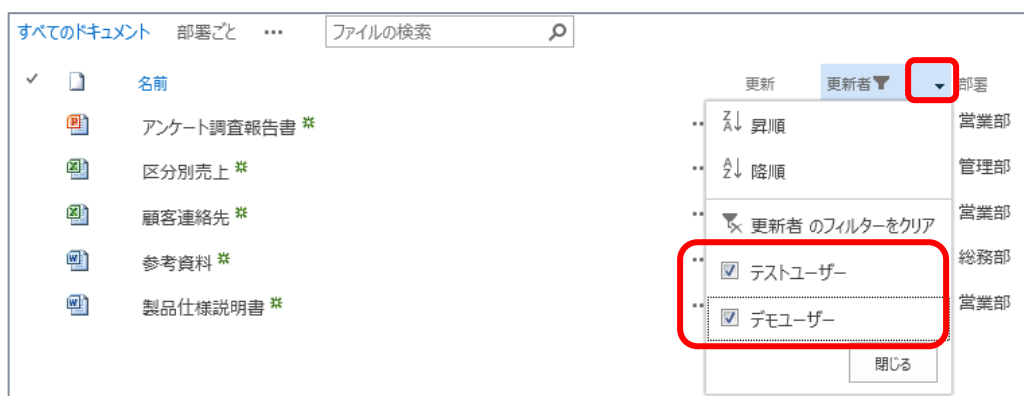 すべてのドキュメント 部署ごと ••• ファイルの検索
名前 更新 更新者 部署
アンケート調査報告書 •• 営業部
区分別売上 •• 管理部
顧客連絡先 •• 営業部
参考資料 •• 総務部
製品仕様説明書 •• 営業部
昇順
降順
更新者 のフィルターをクリア
テストユーザー
デモユーザー
閉じる